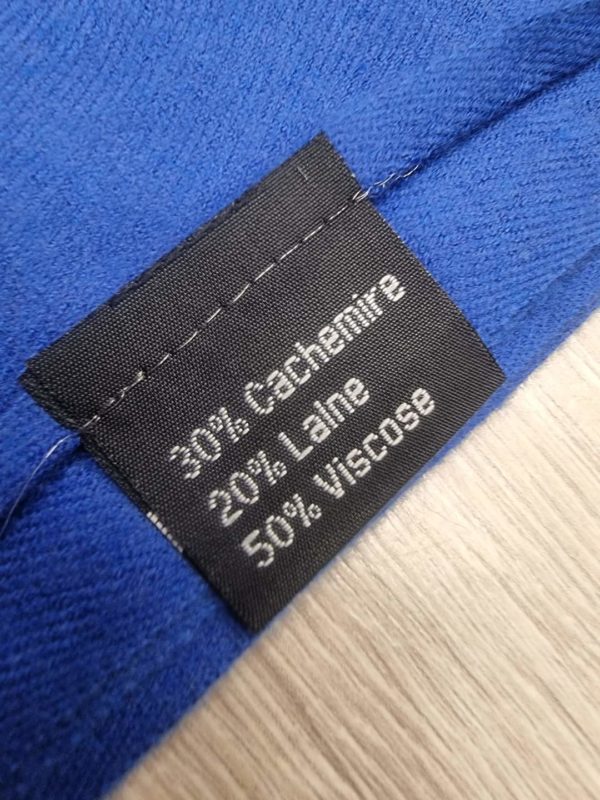 30% Cachemire
20% Laine
50% Viscose